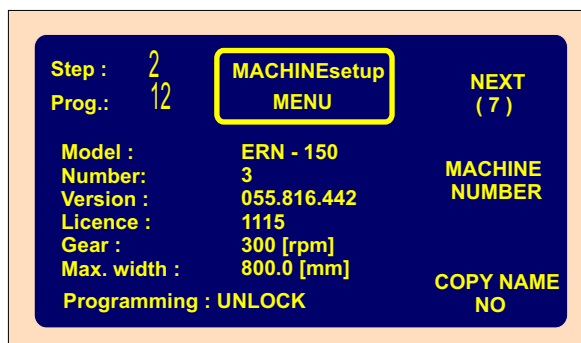 Step : 2
Prog.: 12
MACHINEsetup
MENU
NEXT
( 7 )
Model : ERN - 150
Number: 3
Version : 055.816.442
Licence : 1115
Gear : 300 [rpm]
Max. width : 800.0 [mm]
Programming : UNLOCK
MACHINE
NUMBER
COPY NAME
NO